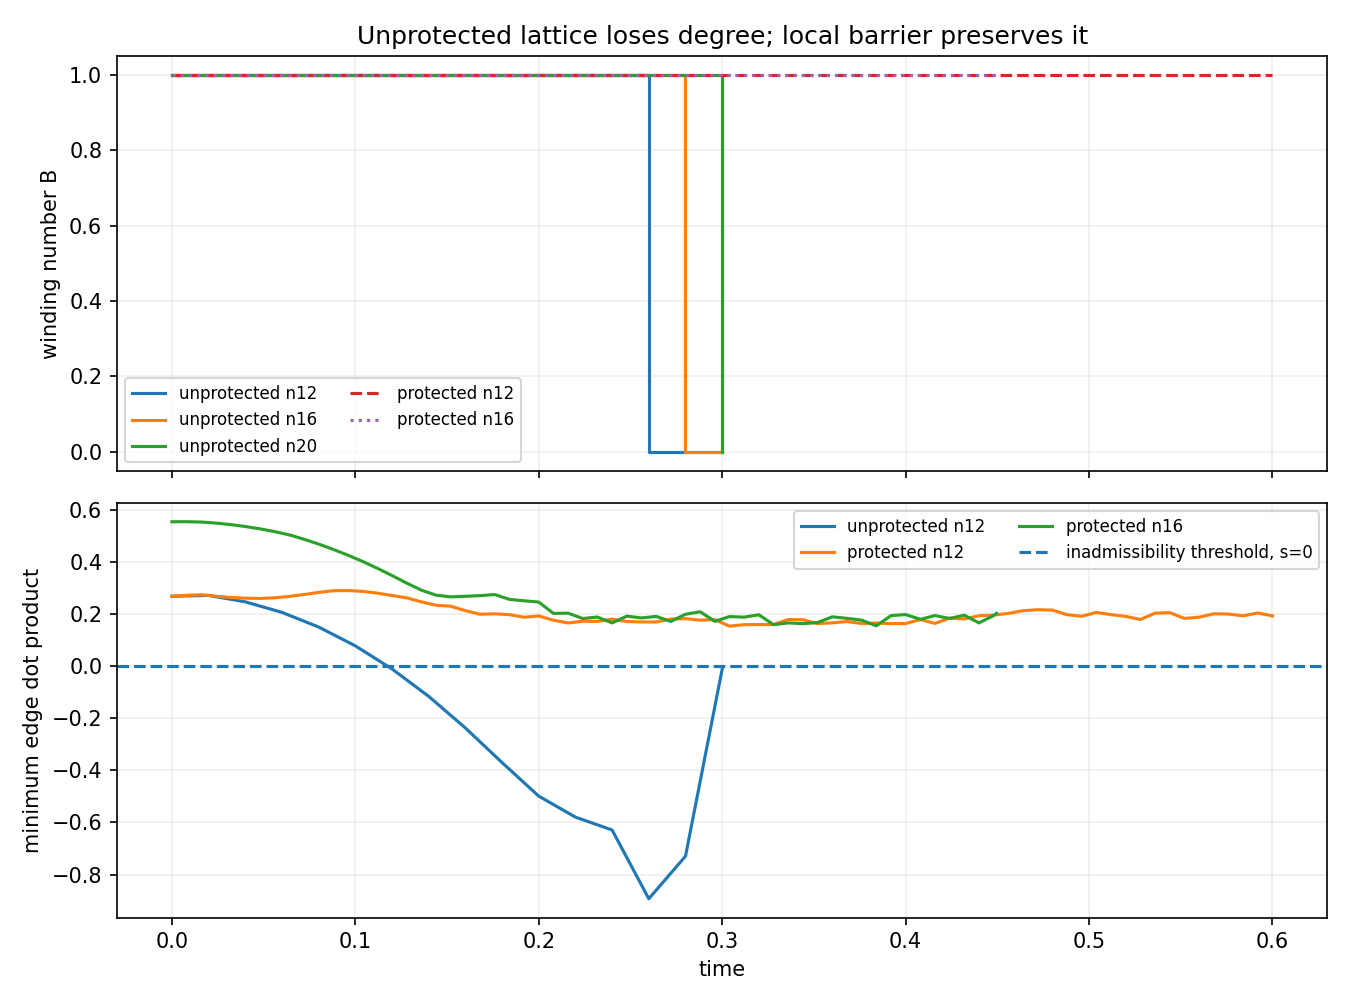 Unprotected lattice loses degree; local barrier preserves it
winding number B
1.0
0.8
0.6
0.4
0.2
0.0
unprotected n12
unprotected n16
unprotected n20
protected n12
protected n16
minimum edge dot product
0.6
0.4
0.2
0.0
−0.2
−0.4
−0.6
−0.8
unprotected n12
protected n12
protected n16
inadmissibility threshold, s=0
0.0 0.1 0.2 0.3 0.4 0.5 0.6
time